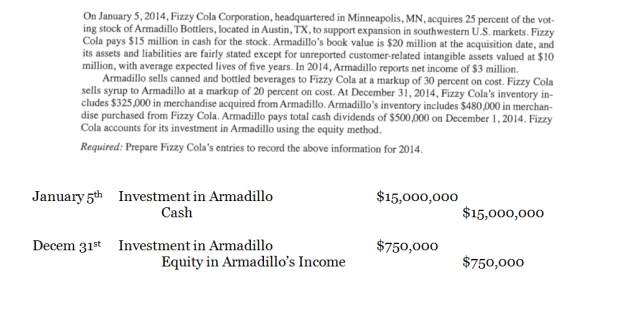 On January 5, 2014, Fizzy Cola Corporation, headquartered in Minneapolis, MN, acquires 25 percent of the vot-
ing stock of Armadillo Bottlers, located in Austin, TX, to support expansion in southwestern U.S. markets. Fizzy
Cola pays $15 million in cash for the stock. Armadillo's book value is $20 million at the acquisition date, and
its assets and liabilities are fairly stated except for unreported customer-related intangible assets valued at $10
million, with average expected lives of five years. In 2014, Armadillo reports net income of $3 million.
Armadillo sells canned and bottled beverages to Fizzy Cola at a markup of 30 percent on cost. Fizzy Cola
sells syrup to Armadillo at a markup of 20 percent on cost. At December 31, 2014, Fizzy Cola's inventory in-
cludes $325,000 in merchandise acquired from Armadillo. Armadillo's inventory includes $480,000 in merchan-
dise purchased from Fizzy Cola. Armadillo pays total cash dividends of $500,000 on December 1, 2014. Fizzy
Cola accounts for its investment in Armadillo using the equity method.
Required: Prepare Fizzy Cola's entries to record the above information for 2014.
January 5th Investment in Armadillo $15,000,000
Cash $15,000,000
Decem 31st Investment in Armadillo $750,000
Equity in Armadillo's Income $750,000